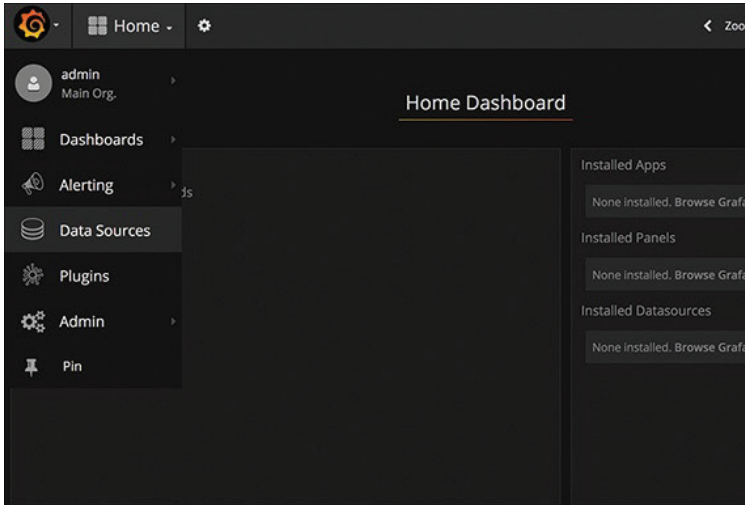 Home
Zoo
admin
Main Org.
Home Dashboard
Dashboards
Alerting
ds
Data Sources
Plugins
Admin
Pin
Installed Apps
None installed. Browse Grafa
Installed Panels
None installed. Browse Grafa
Installed Datasources
None installed. Browse Grafa